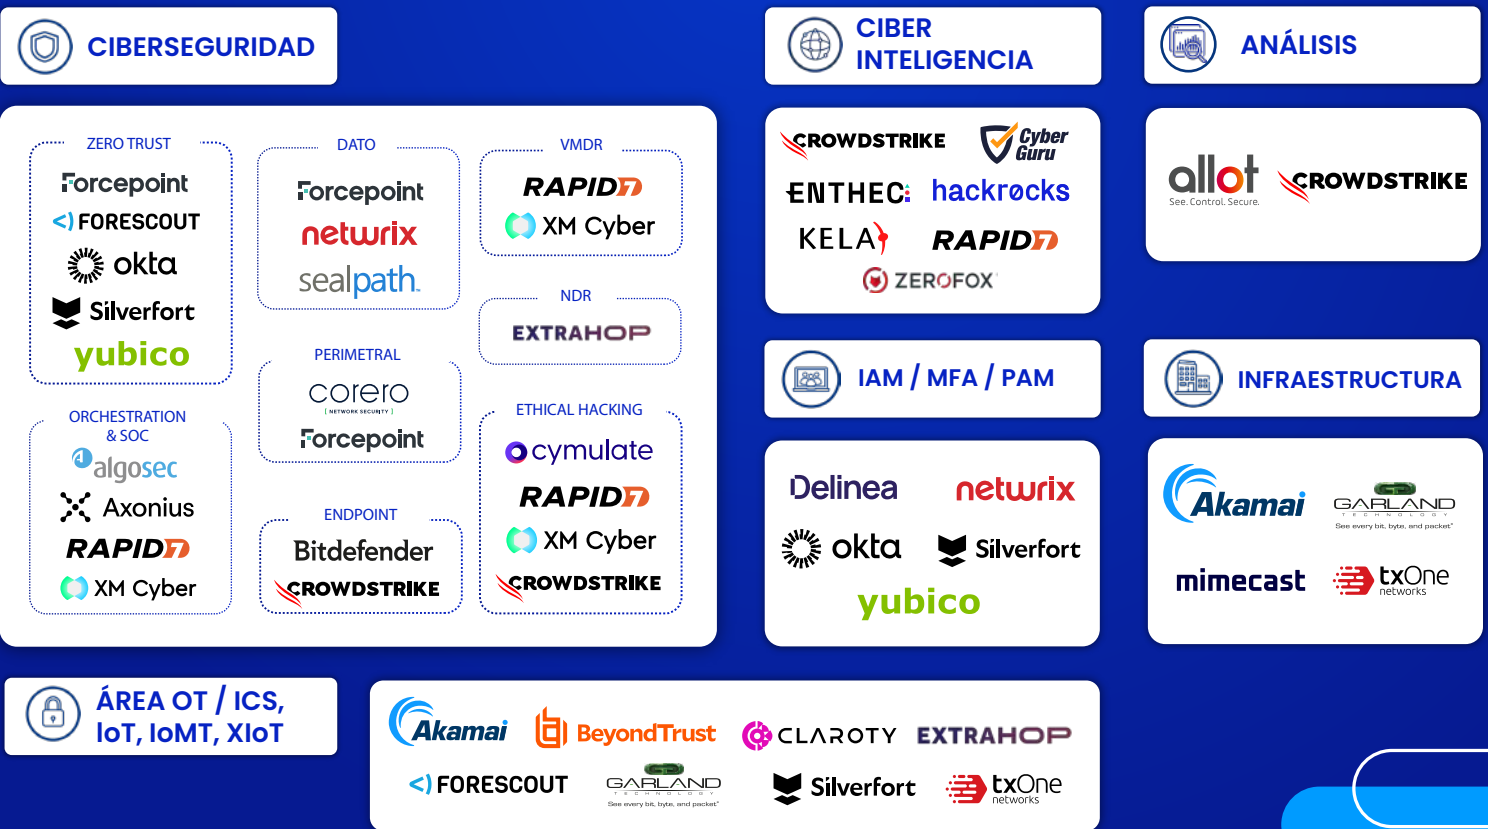 CIBERSEGURIDAD
ZERO TRUST
Forcepoint
FORESCOUT
okta
Silverfort
yubico
ORCHESTRATION
& SOC
algosec
Axonius
RAPID7
XM Cyber
DATO
Forcepoint
netwrix
sealpath
PERIMETRAL
corero
[ NETWORK SECURITY ]
Forcepoint
ENDPOINT
Bitdefender
CROWDSTRIKE
VMDR
RAPID7
XM Cyber
NDR
EXTRAHOP
ETHICAL HACKING
cymulate
RAPID7
XM Cyber
CROWDSTRIKE
CIBER
INTELIGENCIA
CROWDSTRIKE
Cyber
Guru
ENTHEC
hackrocks
KELA
RAPID7
ZEROFOX
ANÁLISIS
allot
See. Control. Secure.
CROWDSTRIKE
IAM / MFA / PAM
Delinea
netwrix
okta
Silverfort
yubico
INFRAESTRUCTURA
Akamai
GARLAND
TECHNOLOGY
See every bit, byte, and packet®
mimecast
txOne
networks
ÁREA OT / ICS,
IoT, IoMT, XIoT
Akamai
BeyondTrust
CLAROTY
EXTRAHOP
FORESCOUT
GARLAND
TECHNOLOGY
See every bit, byte, and packet®
Silverfort
txOne
networks